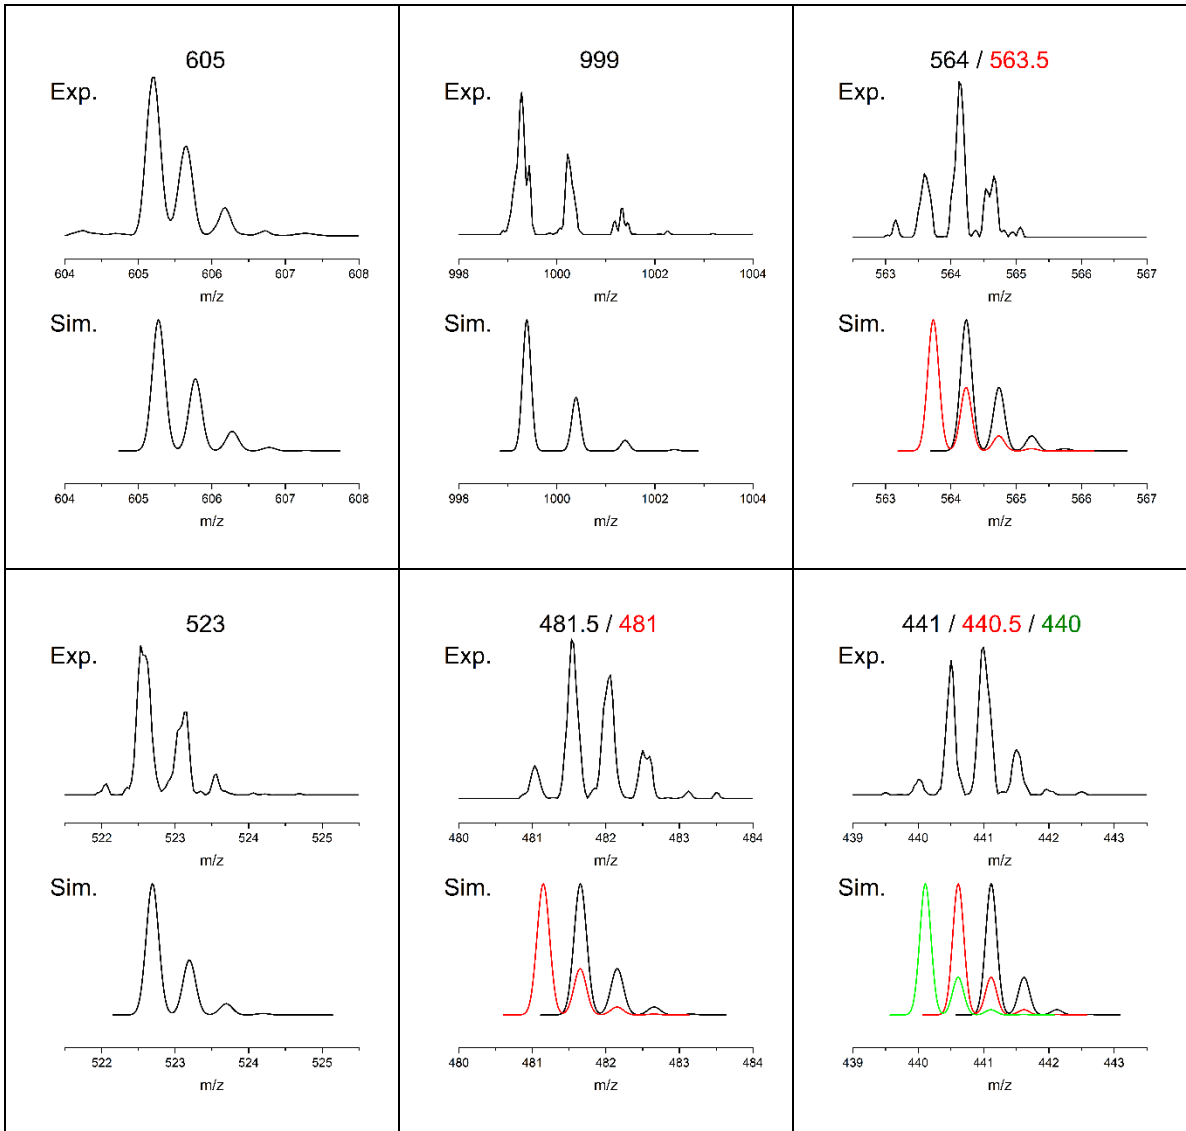 605
Exp.
604 605 606 607 608
m/z
Sim.
604 605 606 607 608
m/z
999
Exp.
998 1000 1002 1004
m/z
Sim.
998 1000 1002 1004
m/z
564 / 563.5
Exp.
563 564 565 566 567
m/z
Sim.
563 564 565 566 567
m/z
523
Exp.
522 523 524 525
m/z
Sim.
522 523 524 525
m/z
481.5 / 481
Exp.
480 481 482 483 484
m/z
Sim.
480 481 482 483 484
m/z
441 / 440.5 / 440
Exp.
439 440 441 442 443
m/z
Sim.
439 440 441 442 443
m/z